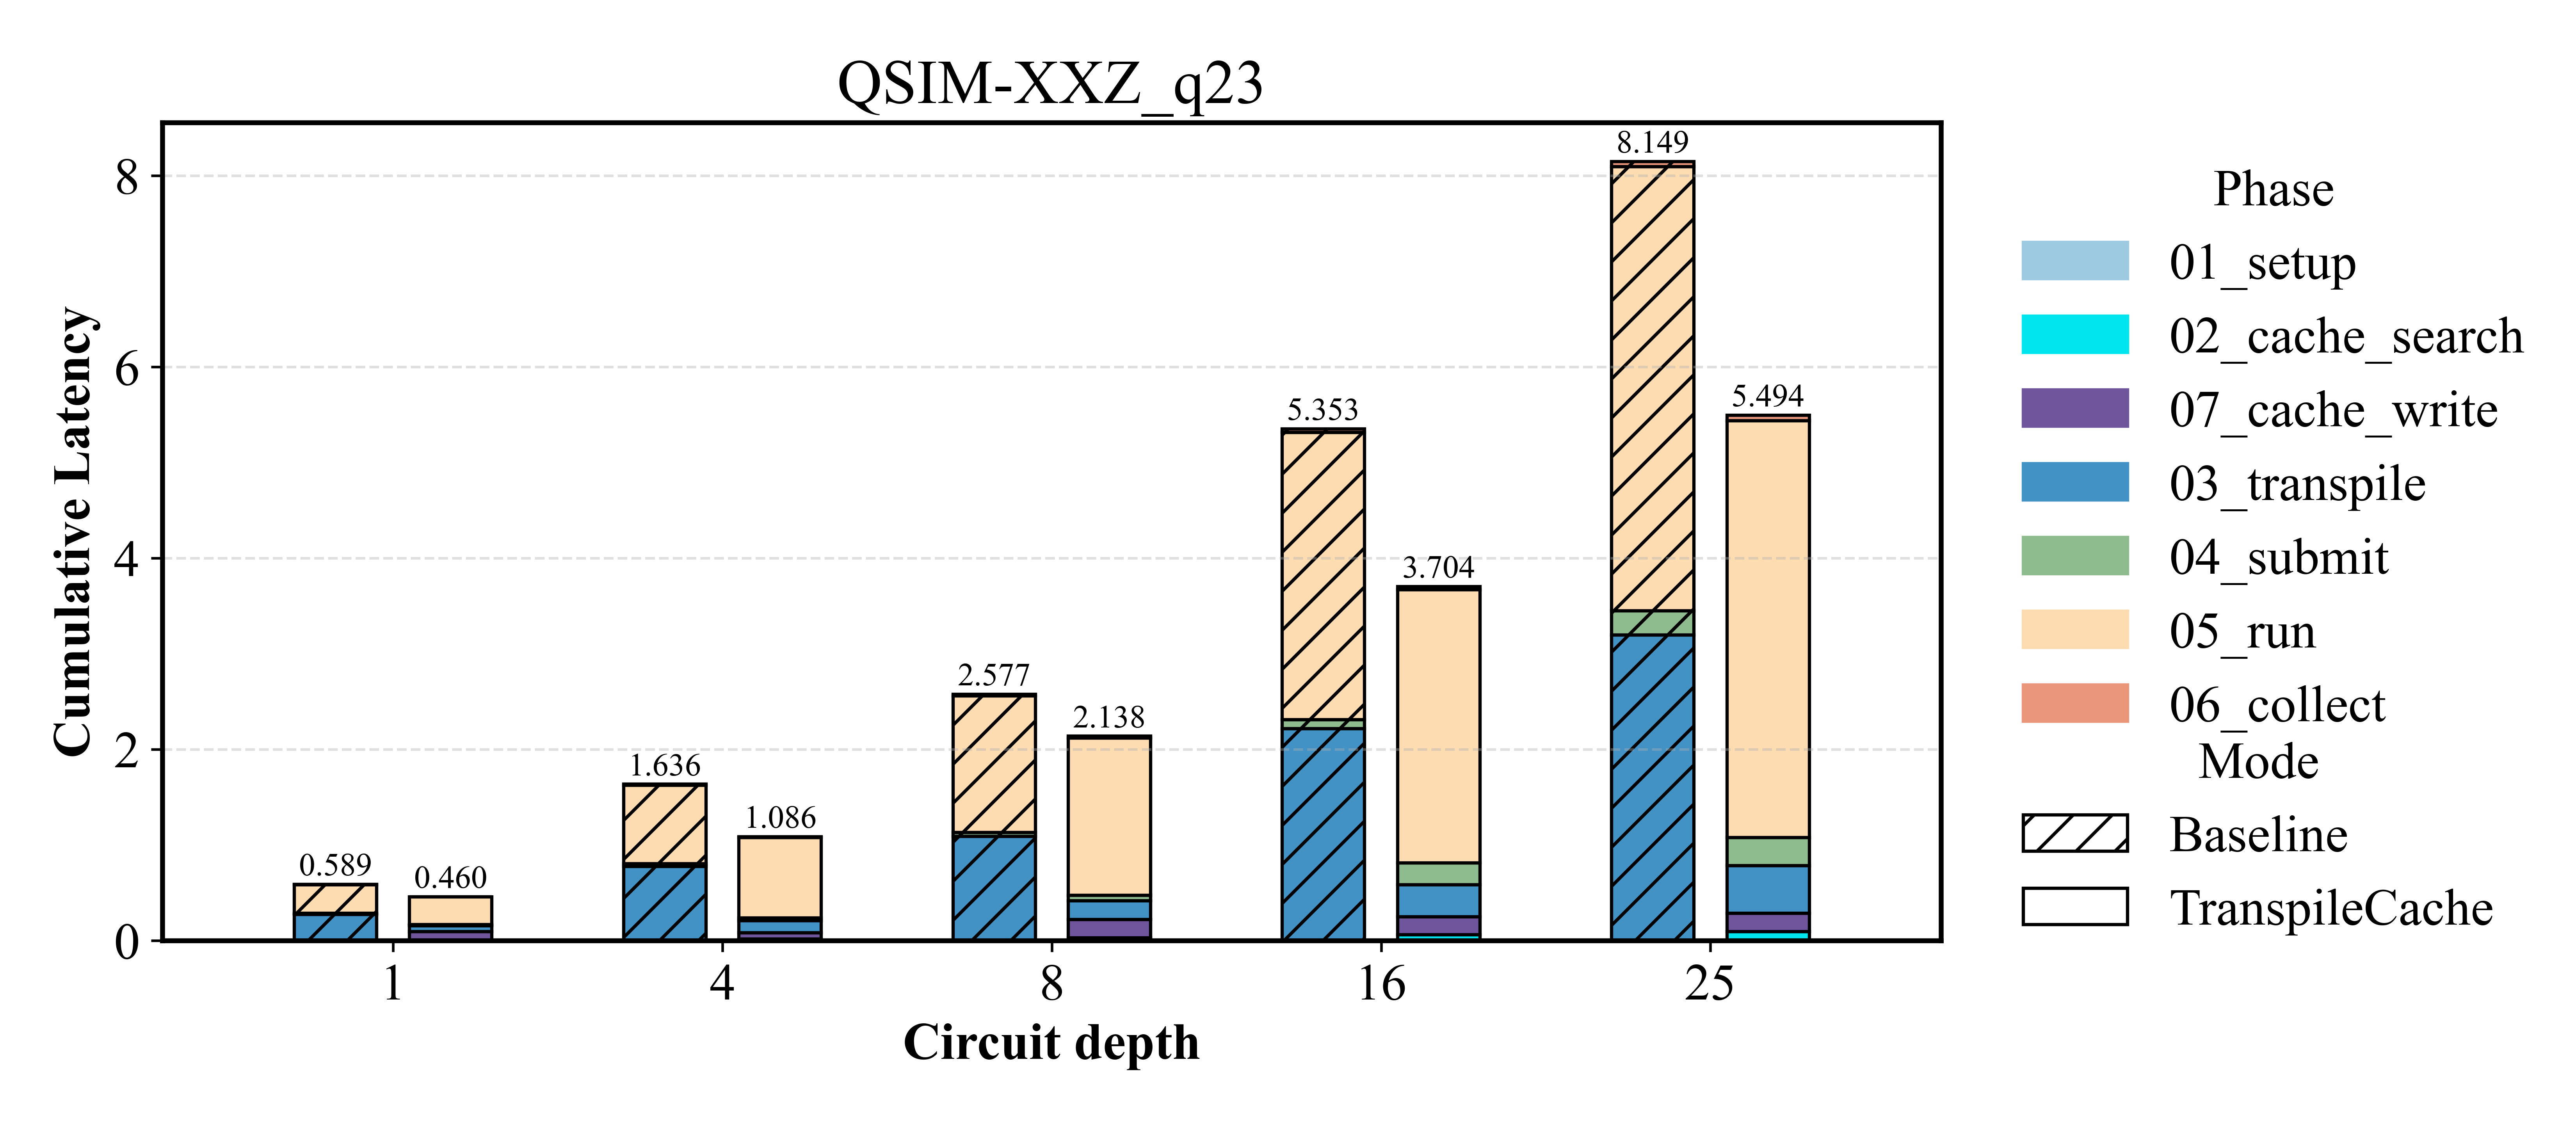 QSIM-XXZ_q23
Cumulative Latency
8
6
4
2
0
0.589
0.460
1.636
1.086
2.577
2.138
5.353
3.704
8.149
5.494
1
4
8
16
25
Circuit depth
Phase
01_setup
02_cache_search
07_cache_write
03_transpile
04_submit
05_run
06_collect
Mode
Baseline
TranspileCache